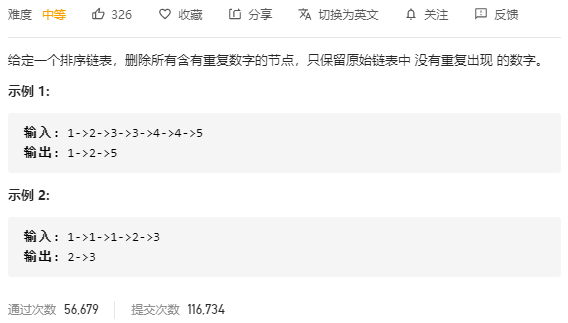 难度 中等 326 收藏 分享 切换为英文 关注 反馈
给定一个排序链表，删除所有含有重复数字的节点，只保留原始链表中 没有重复出现 的数字。
示例 1:
输入: 1->2->3->3->4->4->5
输出: 1->2->5
示例 2:
输入: 1->1->1->2->3
输出: 2->3
通过次数 56,679 提交次数 116,734